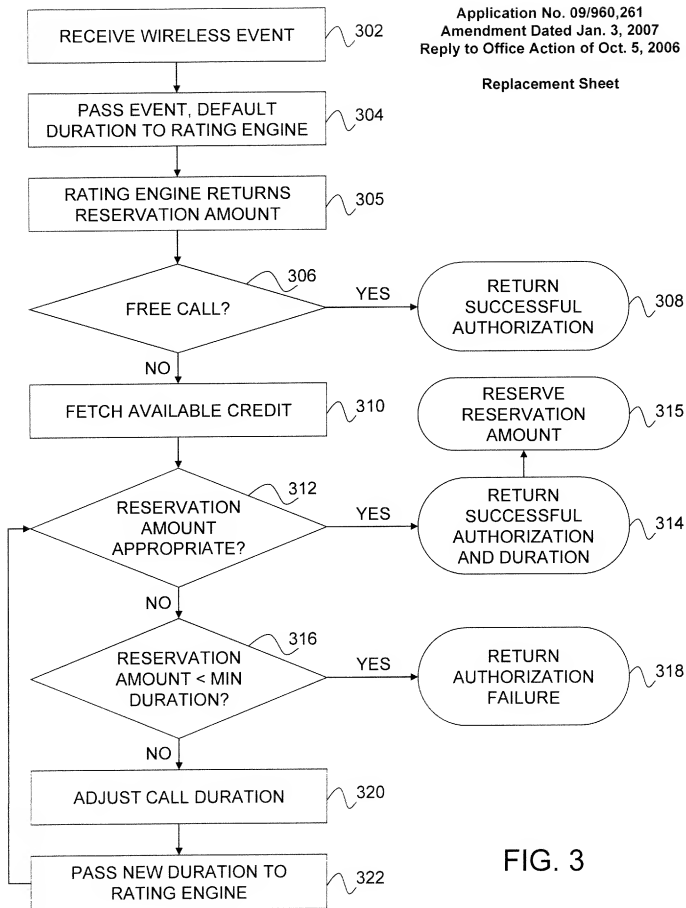 Application No. 09/960,261
Amendment Dated Jan. 3, 2007
Reply to Office Action of Oct. 5, 2006
Replacement Sheet
RECEIVE WIRELESS EVENT
302
PASS EVENT, DEFAULT
DURATION TO RATING ENGINE
304
RATING ENGINE RETURNS
RESERVATION AMOUNT
305
306
FREE CALL?
YES
RETURN
SUCCESSFUL
AUTHORIZATION
308
NO
FETCH AVAILABLE CREDIT
310
RESERVE
RESERVATION
AMOUNT
315
312
RESERVATION
AMOUNT
APPROPRIATE?
YES
RETURN
SUCCESSFUL
AUTHORIZATION
AND DURATION
314
NO
316
RESERVATION
AMOUNT < MIN
DURATION?
YES
RETURN
AUTHORIZATION
FAILURE
318
NO
ADJUST CALL DURATION
320
PASS NEW DURATION TO
RATING ENGINE
322
FIG. 3